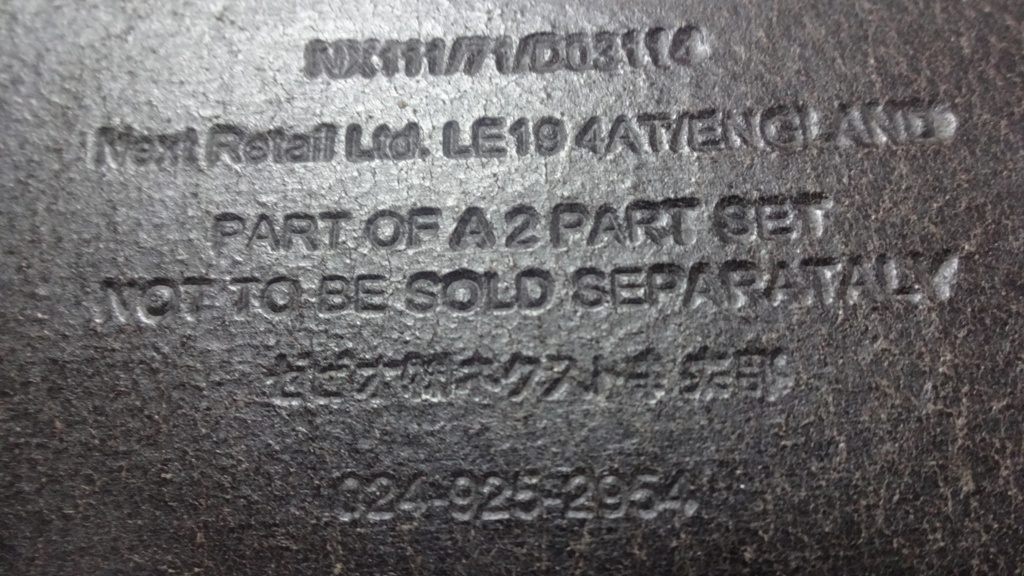 NX111/71/D03114
Next Retail Ltd. LE19 4AT/ENGLAND
PART OF A 2 PART SET
NOT TO BE SOLD SEPARATALY
ネクスト
024-925-2954